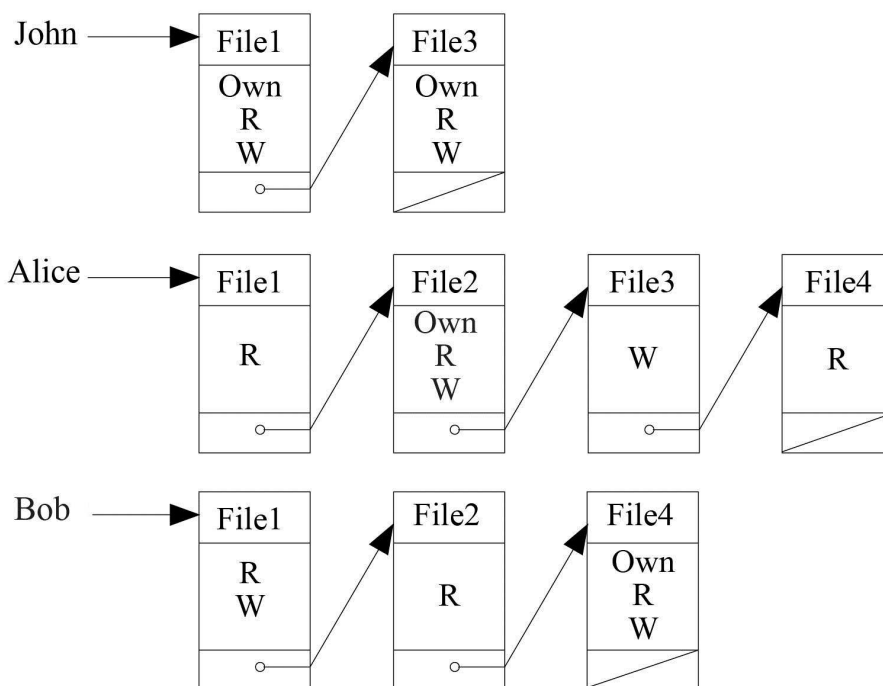 John
File1
File3
Own
R
W
Own
R
W
Alice
File1
File2
File3
File4
R
Own
R
W
W
R
Bob
File1
File2
File4
R
W
R
Own
R
W